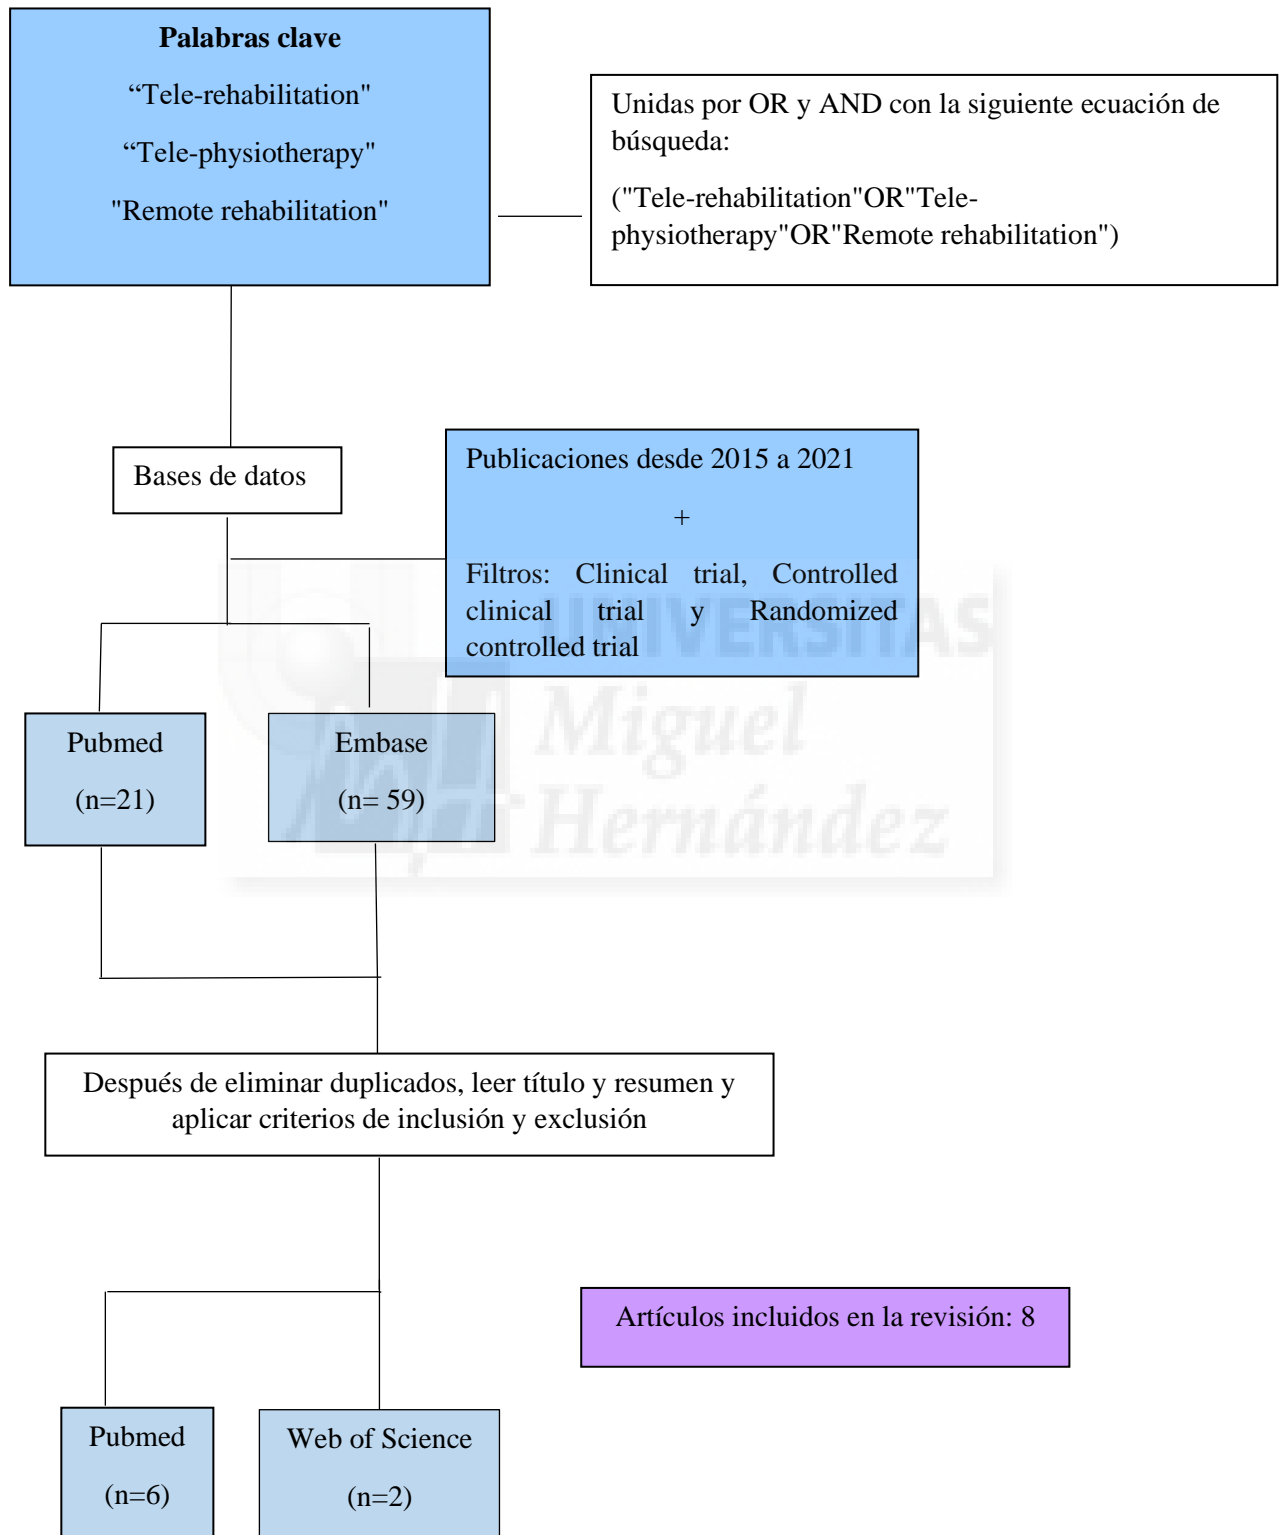 Palabras clave
“Tele-rehabilitation"
“Tele-physiotherapy"
"Remote rehabilitation"
Unidas por OR y AND con la siguiente ecuación de
búsqueda:
("Tele-rehabilitation"OR"Tele-
physiotherapy"OR"Remote rehabilitation")
Bases de datos
Publicaciones desde 2015 a 2021
+
Filtros: Clinical trial, Controlled
clinical trial y Randomized
controlled trial
UNIVERSITAS
Miguel
Hernández
Pubmed
(n=21)
Embase
(n= 59)
Después de eliminar duplicados, leer título y resumen y
aplicar criterios de inclusión y exclusión
Artículos incluidos en la revisión: 8
Pubmed
(n=6)
Web of Science
(n=2)